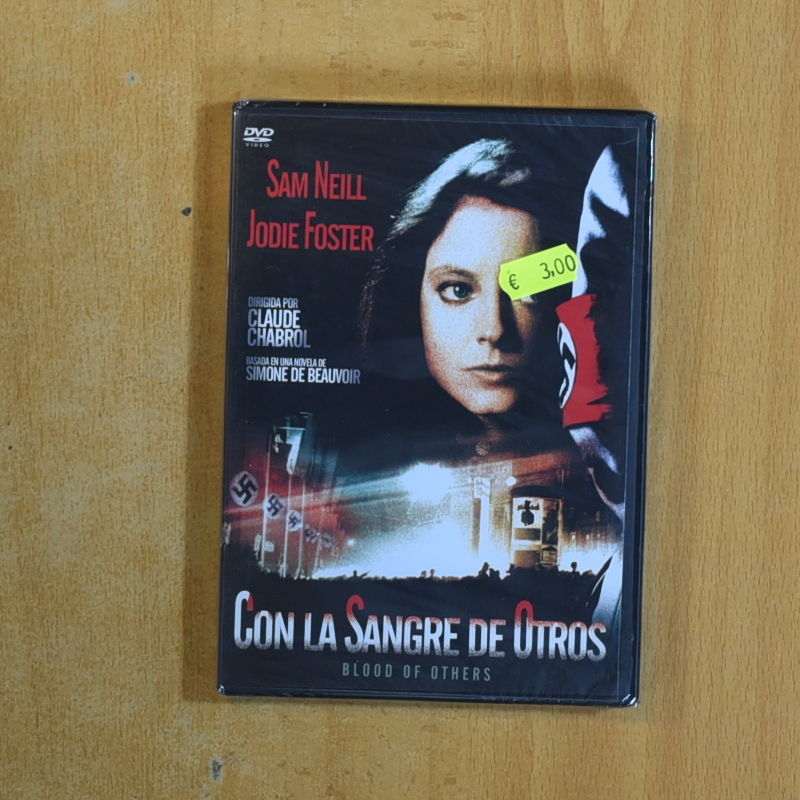 DVD
VIDEO
SAM NEILL
JODIE FOSTER
€ 3,00
DIRIGIDA POR
CLAUDE
CHABROL
BASADA EN UNA NOVELA DE
SIMONE DE BEAUVOIR
CON LA SANGRE DE OTROS
BLOOD OF OTHERS